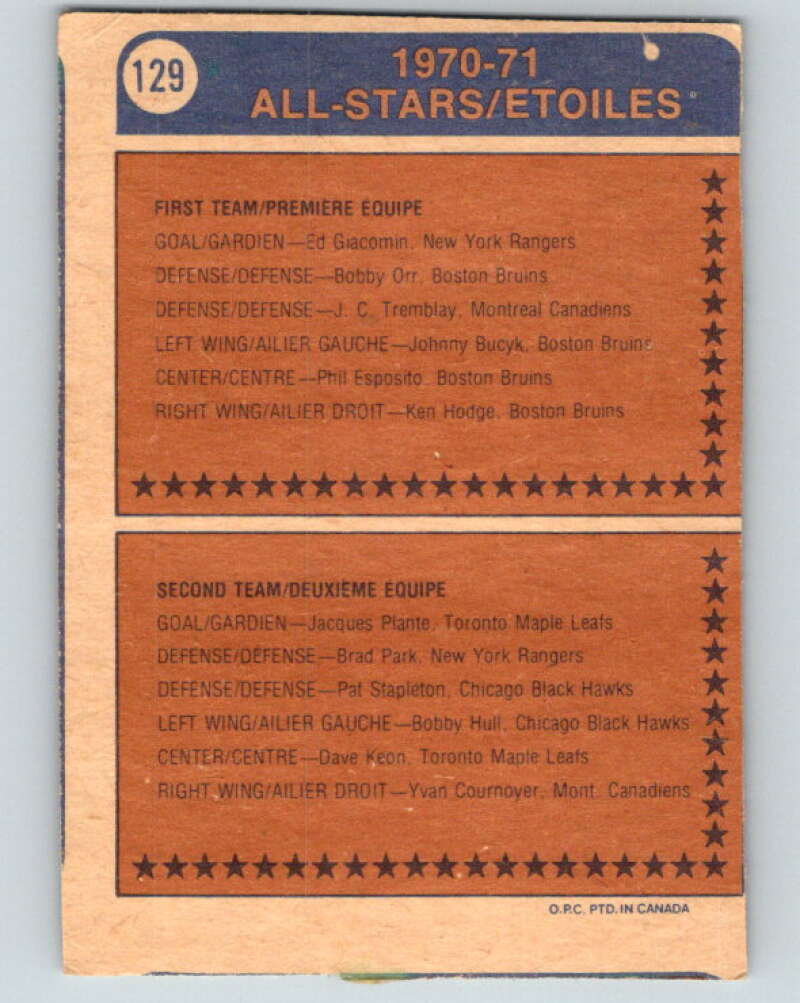 129
1970-71
ALL-STARS/ETOILES
FIRST TEAM/PREMIÈRE EQUIPE
GOAL/GARDIEN—Ed Giacomin, New York Rangers
DEFENSE/DEFENSE—Bobby Orr, Boston Bruins
DEFENSE/DEFENSE—J. C. Tremblay, Montreal Canadiens
LEFT WING/AILIER GAUCHE—Johnny Bucyk, Boston Bruins
CENTER/CENTRE—Phil Esposito, Boston Bruins
RIGHT WING/AILIER DROIT—Ken Hodge, Boston Bruins
SECOND TEAM/DEUXIÈME EQUIPE
GOAL/GARDIEN—Jacques Plante, Toronto Maple Leafs
DEFENSE/DEFENSE—Brad Park, New York Rangers
DEFENSE/DEFENSE—Pat Stapleton, Chicago Black Hawks
LEFT WING/AILIER GAUCHE—Bobby Hull, Chicago Black Hawks
CENTER/CENTRE—Dave Keon, Toronto Maple Leafs
RIGHT WING/AILIER DROIT—Yvan Cournoyer, Mont. Canadiens
O.P.C. PTD. IN CANADA